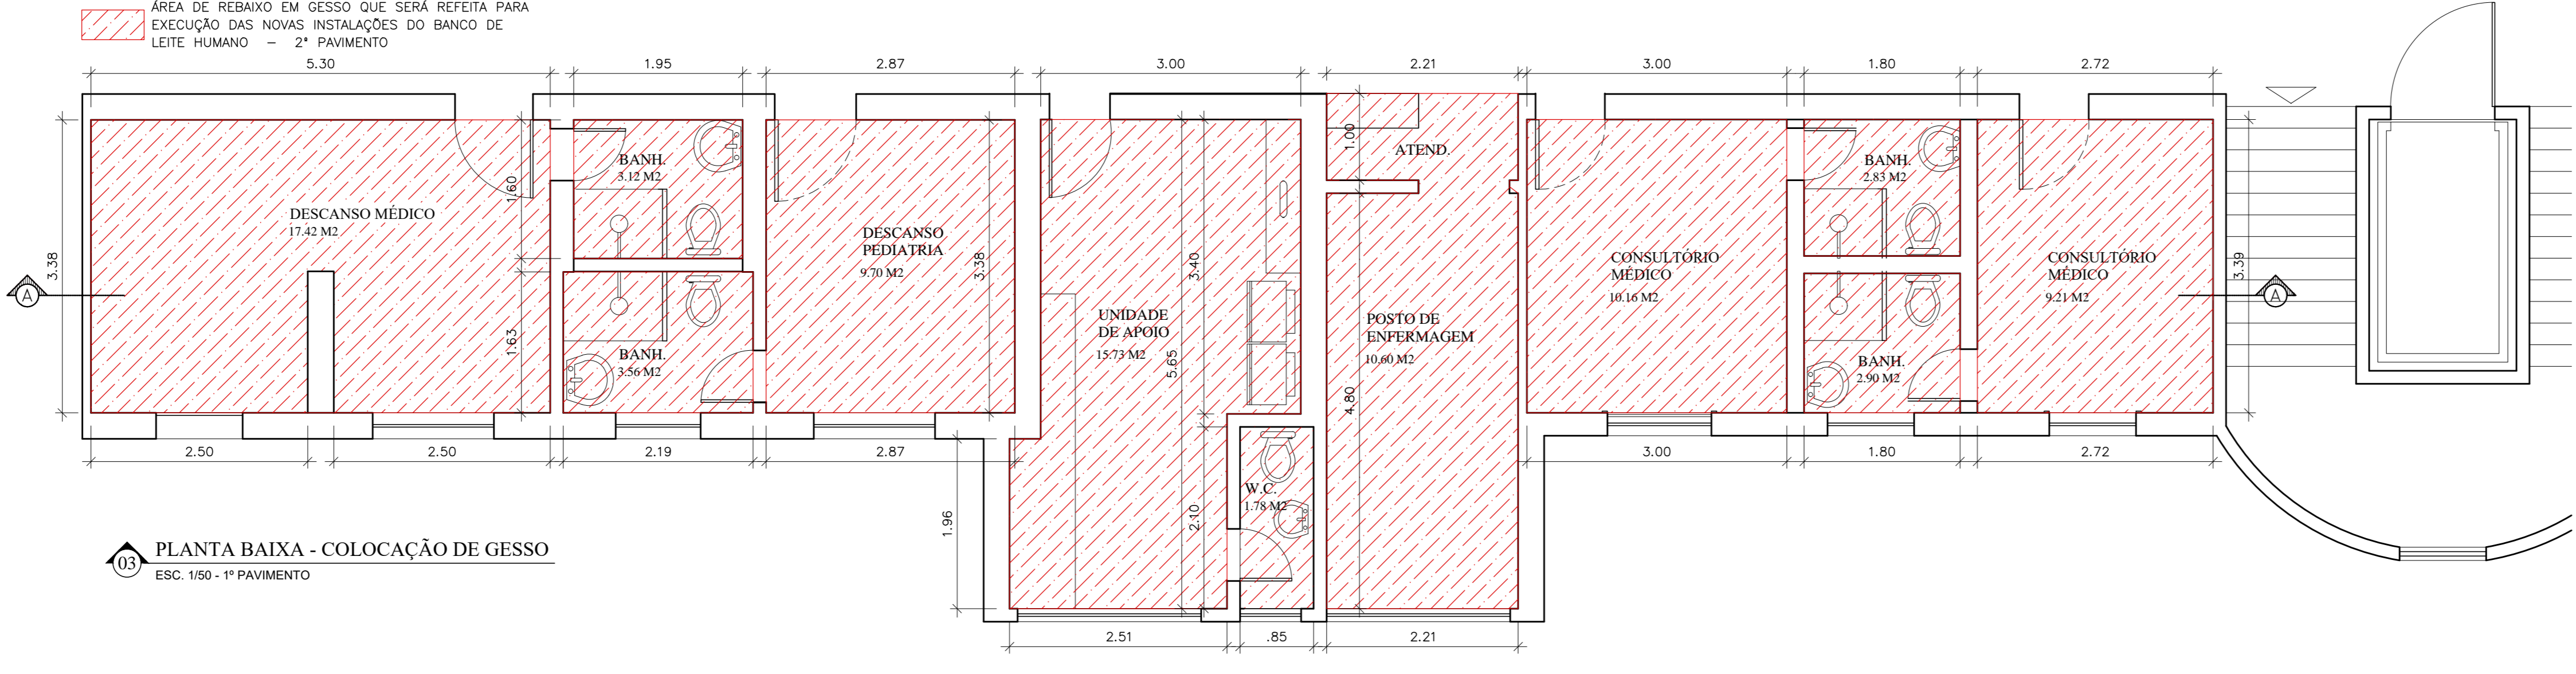 ÁREA DE REBAIXO EM GESSO QUE SERÁ REFEITA PARA
EXECUÇÃO DAS NOVAS INSTALAÇÕES DO BANCO DE
LEITE HUMANO – 2º PAVIMENTO
5.30
1.95
2.87
3.00
2.21
3.00
1.80
2.72
3.38
1.60
1.63
3.38
5.65
3.40
2.10
1.00
4.80
3.39
1.96
DESCANSO MÉDICO
17.42 M2
BANH.
3.12 M2
BANH.
3.56 M2
DESCANSO
PEDIATRIA
9.70 M2
UNIDADE
DE APOIO
15.73 M2
W.C.
1.78 M2
ATEND.
POSTO DE
ENFERMAGEM
10.60 M2
CONSULTÓRIO
MÉDICO
10.16 M2
BANH.
2.83 M2
BANH.
2.90 M2
CONSULTÓRIO
MÉDICO
9.21 M2
A
A
2.50
2.50
2.19
2.87
3.00
1.80
2.72
2.51
.85
2.21
03
PLANTA BAIXA - COLOCAÇÃO DE GESSO
ESC. 1/50 - 1º PAVIMENTO